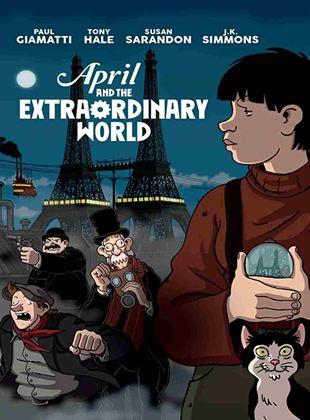 PAUL GIAMATTI TONY HALE SUSAN SARANDON J.K. SIMMONS
April
AND THE
EXTRAORDINARY
WORLD